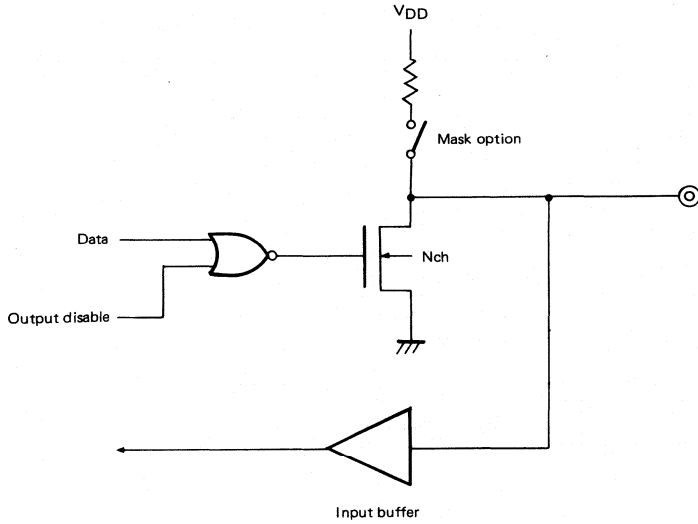 VDD
Mask option
Data
Nch
Output disable
Input buffer